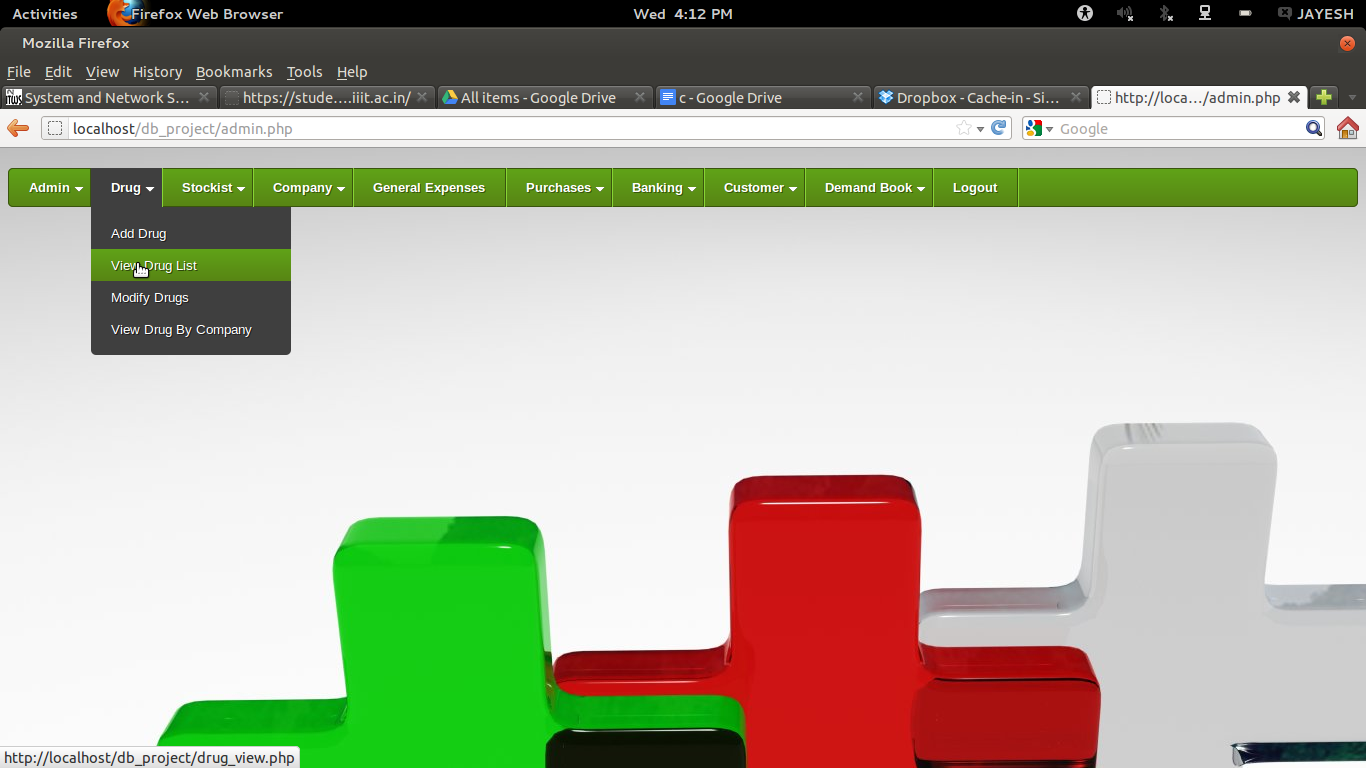 Activities Firefox Web Browser Wed 4:12 PM JAYESH
Mozilla Firefox
File Edit View History Bookmarks Tools Help
System and Network S... https://stude....iiit.ac.in/ All items - Google Drive c - Google Drive Dropbox - Cache-in - Si... http://loca.../admin.php
localhost/db_project/admin.php Google
Admin Drug Stockist Company General Expenses Purchases Banking Customer Demand Book Logout
Add Drug
View Drug List
Modify Drugs
View Drug By Company
http://localhost/db_project/drug_view.php